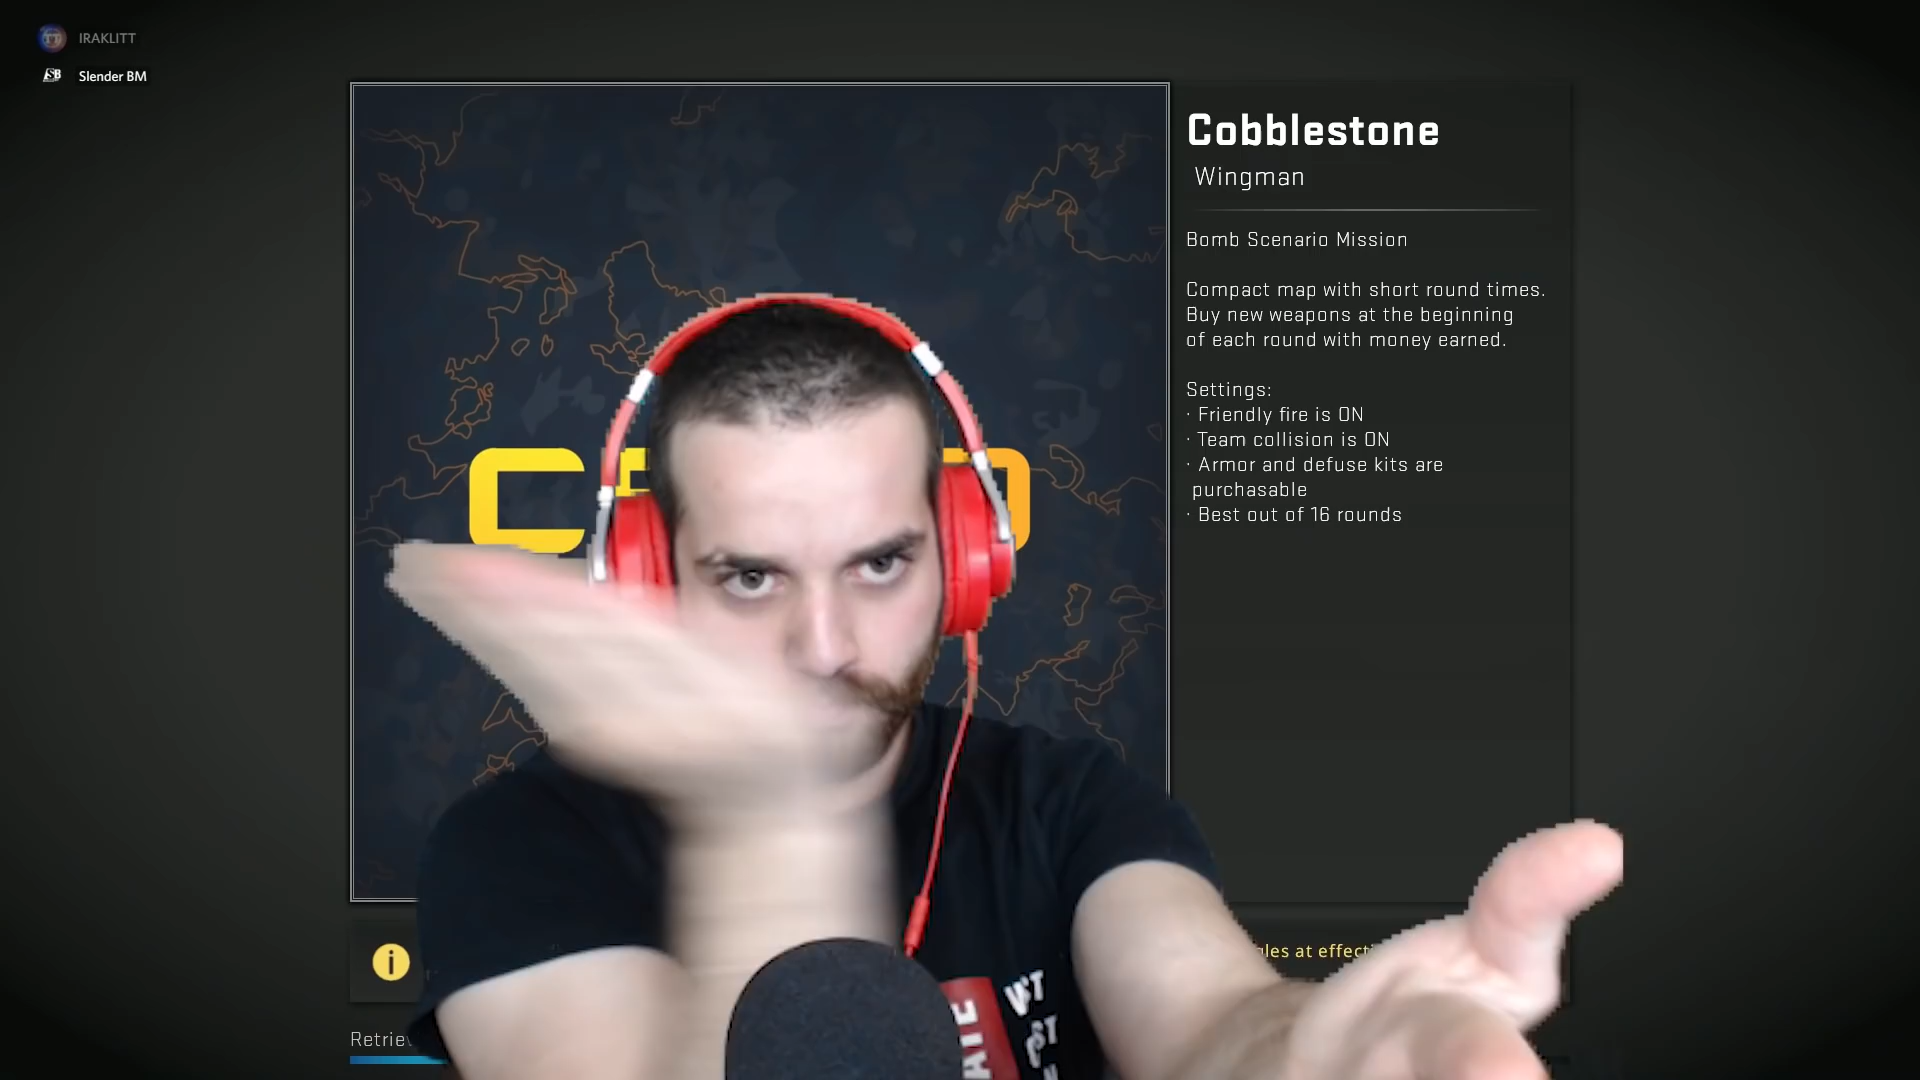 IRAKLITT
Slender BM
Cobblestone
Wingman
Bomb Scenario Mission
Compact map with short round times.
Buy new weapons at the beginning
of each round with money earned.
Settings:
· Friendly fire is ON
· Team collision is ON
· Armor and defuse kits are
purchasable
· Best out of 16 rounds
at